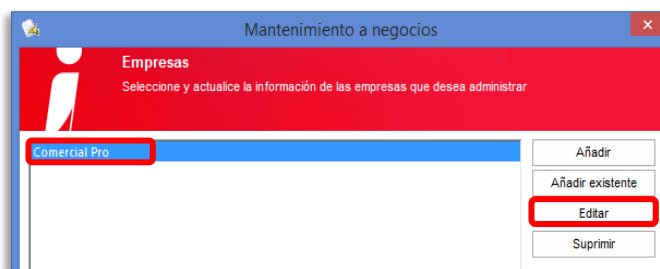 Mantenimiento a negocios
Empresas
Seleccione y actualice la información de las empresas que desea administrar
Comercial Pro
Añadir
Añadir existente
Editar
Suprimir